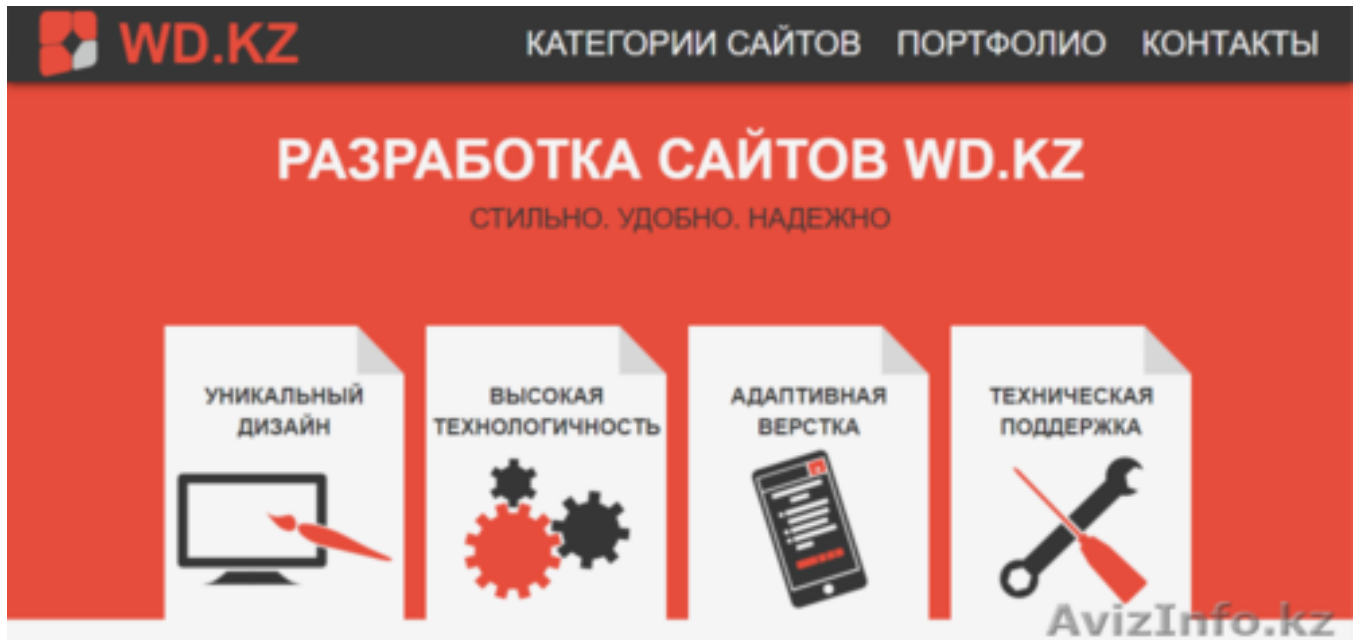 WD.KZ
КАТЕГОРИИ САЙТОВ ПОРТФОЛИО КОНТАКТЫ
РАЗРАБОТКА САЙТОВ WD.KZ
СТИЛЬНО. УДОБНО. НАДЕЖНО
УНИКАЛЬНЫЙ
ДИЗАЙН
ВЫСОКАЯ
ТЕХНОЛОГИЧНОСТЬ
АДАПТИВНАЯ
ВЕРСТКА
ТЕХНИЧЕСКАЯ
ПОДДЕРЖКА
AvizInfo.kz